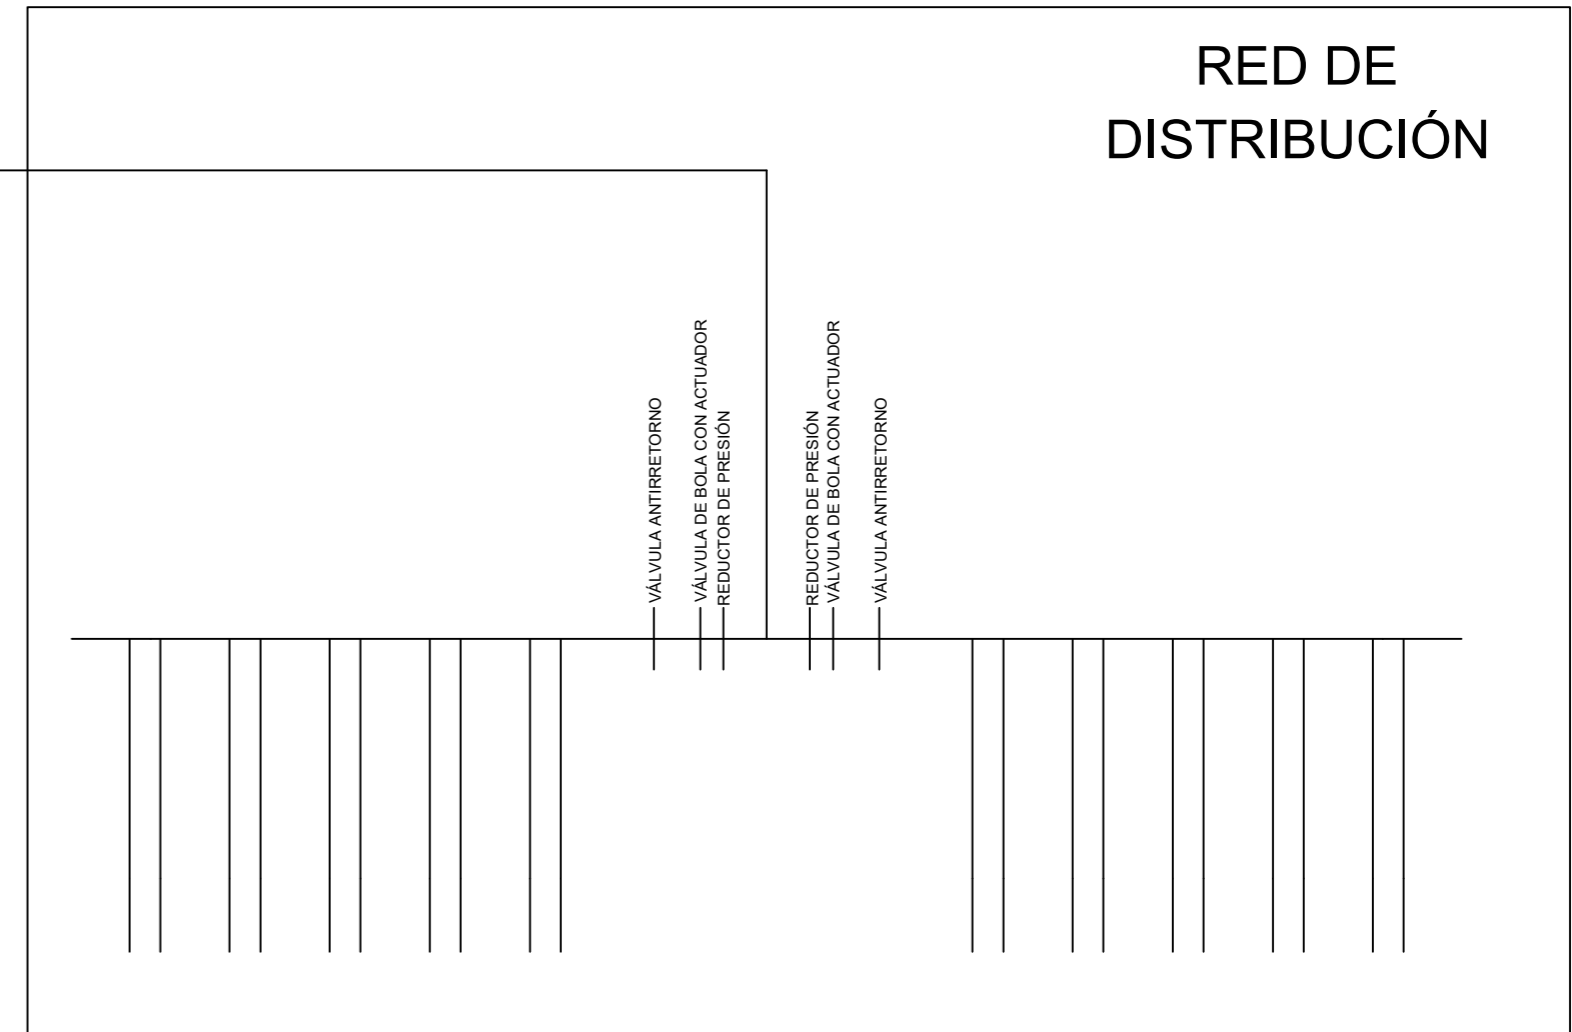 RED DE
DISTRIBUCIÓN
VÁLVULA ANTIRRETORNO
VÁLVULA DE BOLA CON ACTUADOR
REDUCTOR DE PRESIÓN
REDUCTOR DE PRESIÓN
VÁLVULA DE BOLA CON ACTUADOR
VÁLVULA ANTIRRETORNO